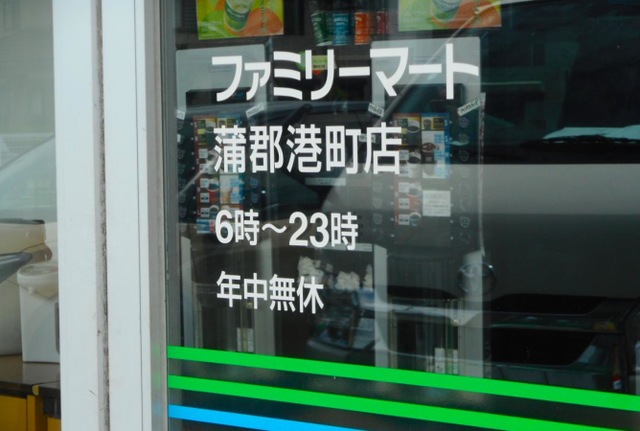 ファミリーマート
蒲郡港町店
6時～23時
年中無休